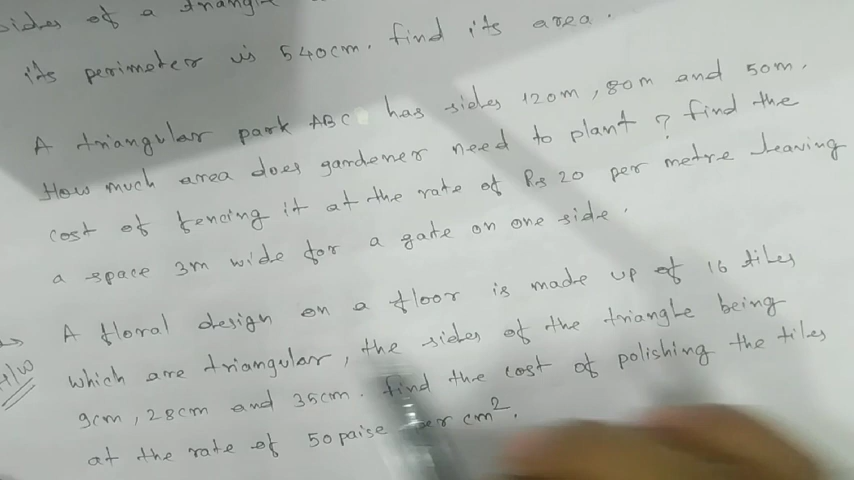 sides of a triangle
its perimeter is 540cm. find its area.
A triangular park ABC has sides 120m, 80m and 50m.
How much area does gardener need to plant? find the
cost of fencing it at the rate of Rs 20 per metre leaving
a space 3m wide for a gate on one side.
A floral design on a floor is made up of 16 tiles
H/W which are triangular, the sides of the triangle being
9cm, 28cm and 35cm. find the cost of polishing the tiles
at the rate of 50paise per cm².